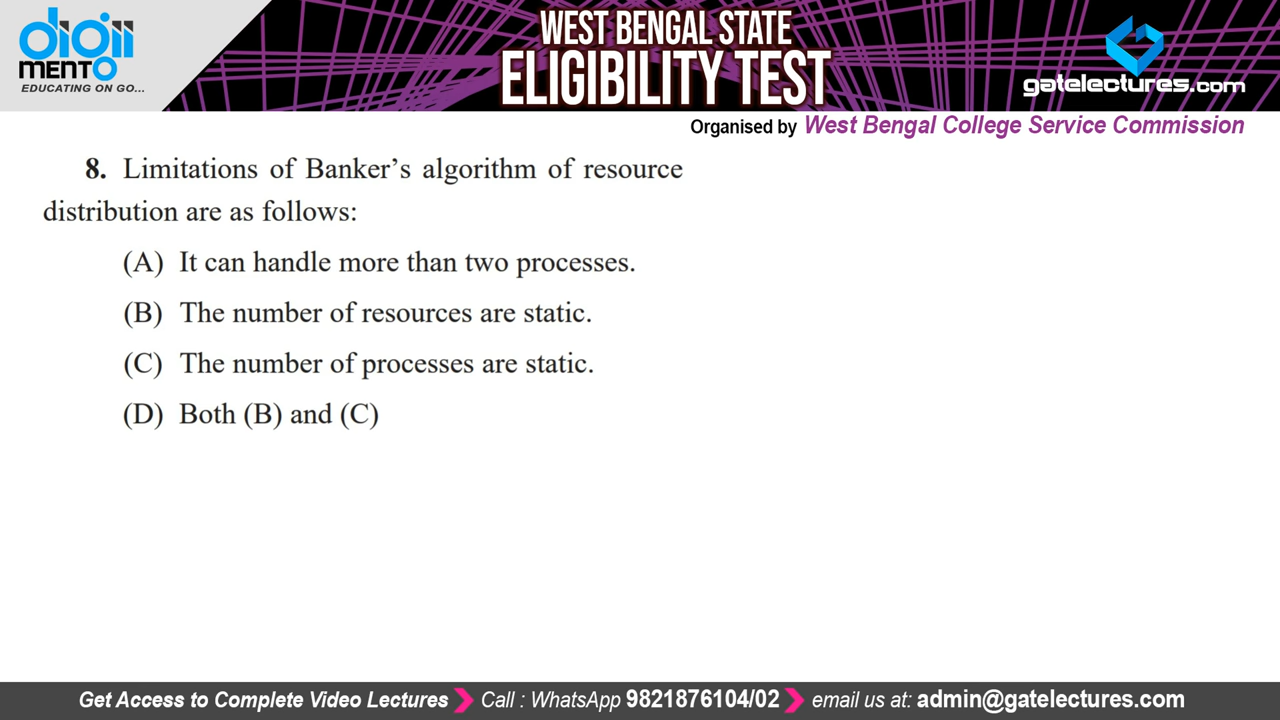 digii
mento
EDUCATING ON GO...
WEST BENGAL STATE
ELIGIBILITY TEST
gatelectures.com
Organised by West Bengal College Service Commission
8. Limitations of Banker’s algorithm of resource
distribution are as follows:
(A) It can handle more than two processes.
(B) The number of resources are static.
(C) The number of processes are static.
(D) Both (B) and (C)
Get Access to Complete Video Lectures Call : WhatsApp 9821876104/02 email us at: admin@gatelectures.com